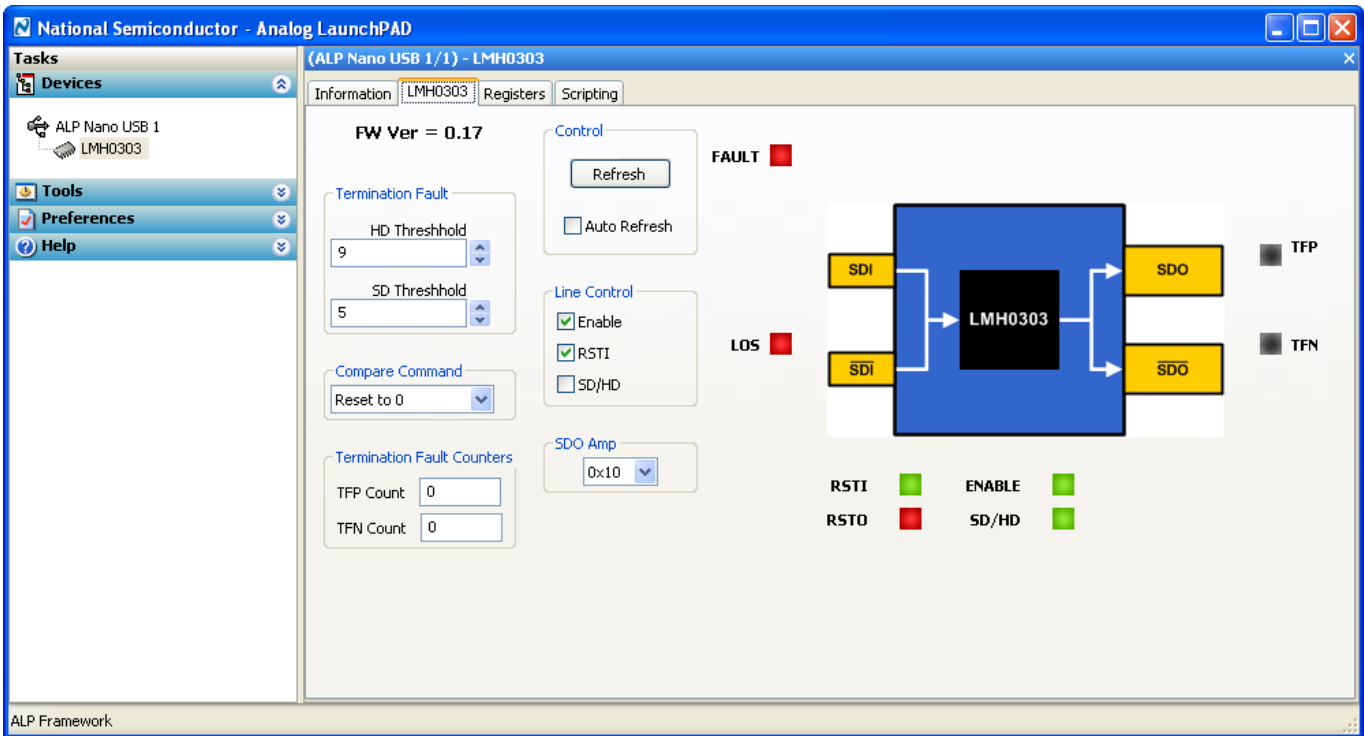 National Semiconductor - Analog LaunchPAD
Tasks
Devices
ALP Nano USB 1
LMH0303
Tools
Preferences
Help
(ALP Nano USB 1/1) - LMH0303
Information LMH0303 Registers Scripting
FW Ver = 0.17
Termination Fault
HD Threshhold
9
SD Threshhold
5
Compare Command
Reset to 0
Termination Fault Counters
TFP Count 0
TFN Count 0
Control
Refresh
Auto Refresh
Line Control
Enable
RSTI
SD/HD
SDO Amp
0x10
FAULT
LOS
SDI
SDI
LMH0303
SDO
SDO
TFP
TFN
RSTI ENABLE
RSTO SD/HD
ALP Framework